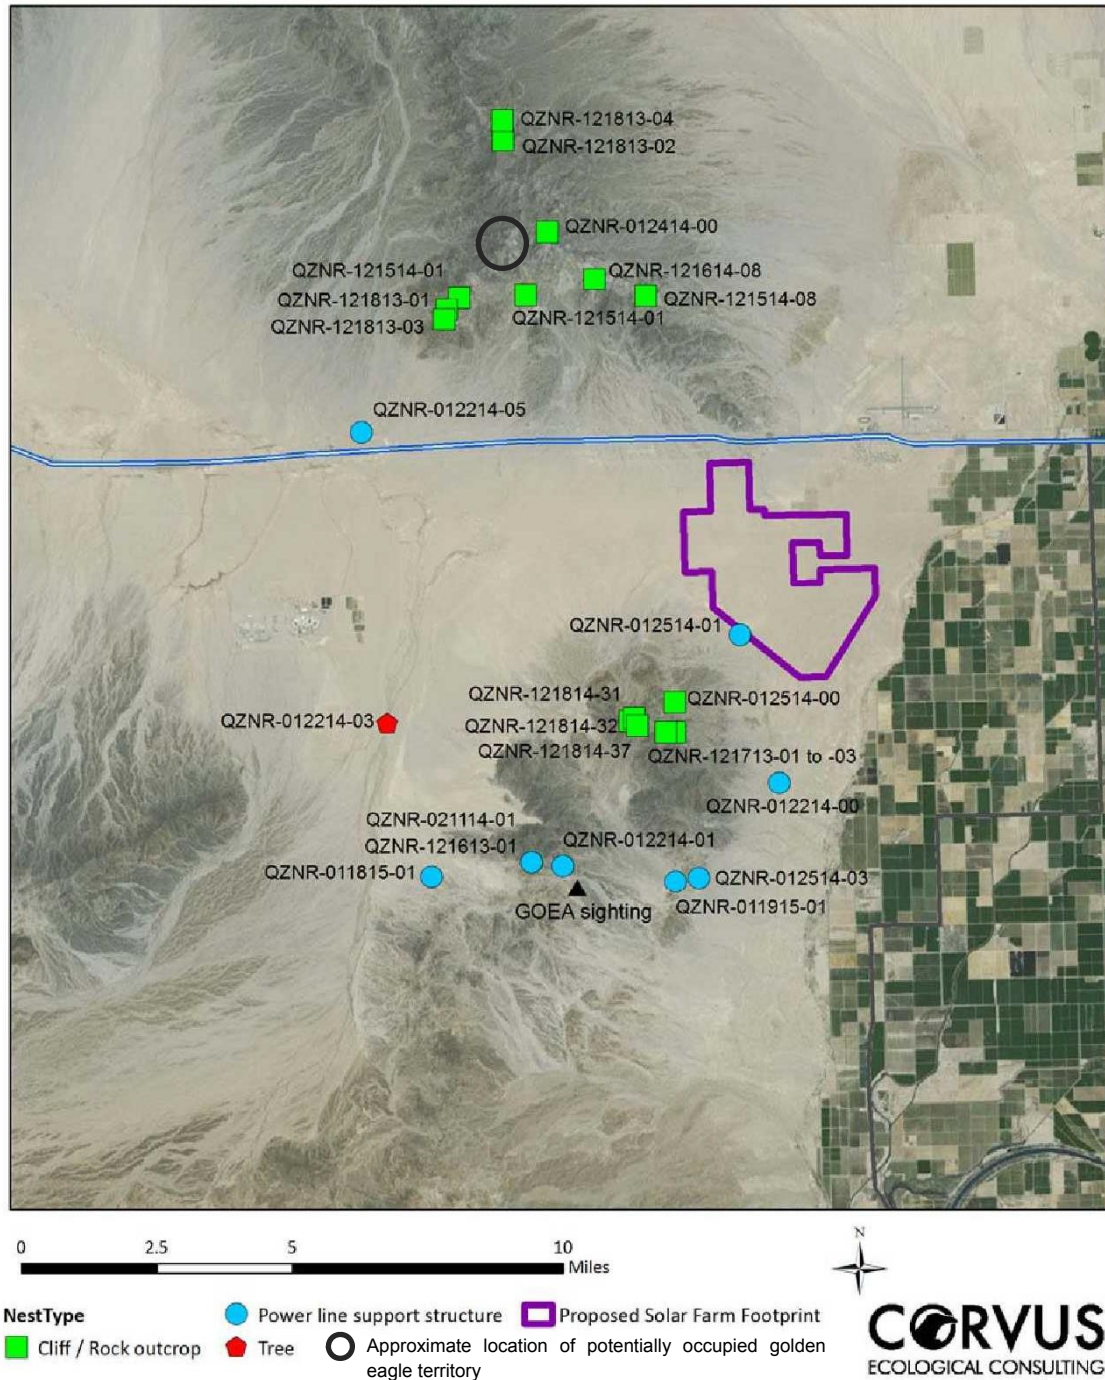 QZNR-121813-04
QZNR-121813-02
QZNR-012414-00
QZNR-121514-01
QZNR-121614-08
QZNR-121813-01
QZNR-121514-08
QZNR-121813-03
QZNR-121514-01
QZNR-012214-05
QZNR-012514-01
QZNR-121814-31
QZNR-012514-00
QZNR-012214-03
QZNR-121814-32
QZNR-121814-37
QZNR-121713-01 to -03
QZNR-012214-00
QZNR-021114-01
QZNR-121613-01
QZNR-012214-01
QZNR-011815-01
QZNR-012514-03
GOEA sighting
QZNR-011915-01
0 2.5 5 10
Miles
N
NestType
Power line support structure
Proposed Solar Farm Footprint
Cliff / Rock outcrop
Tree
Approximate location of potentially occupied golden
eagle territory
CORVUS
ECOLOGICAL CONSULTING